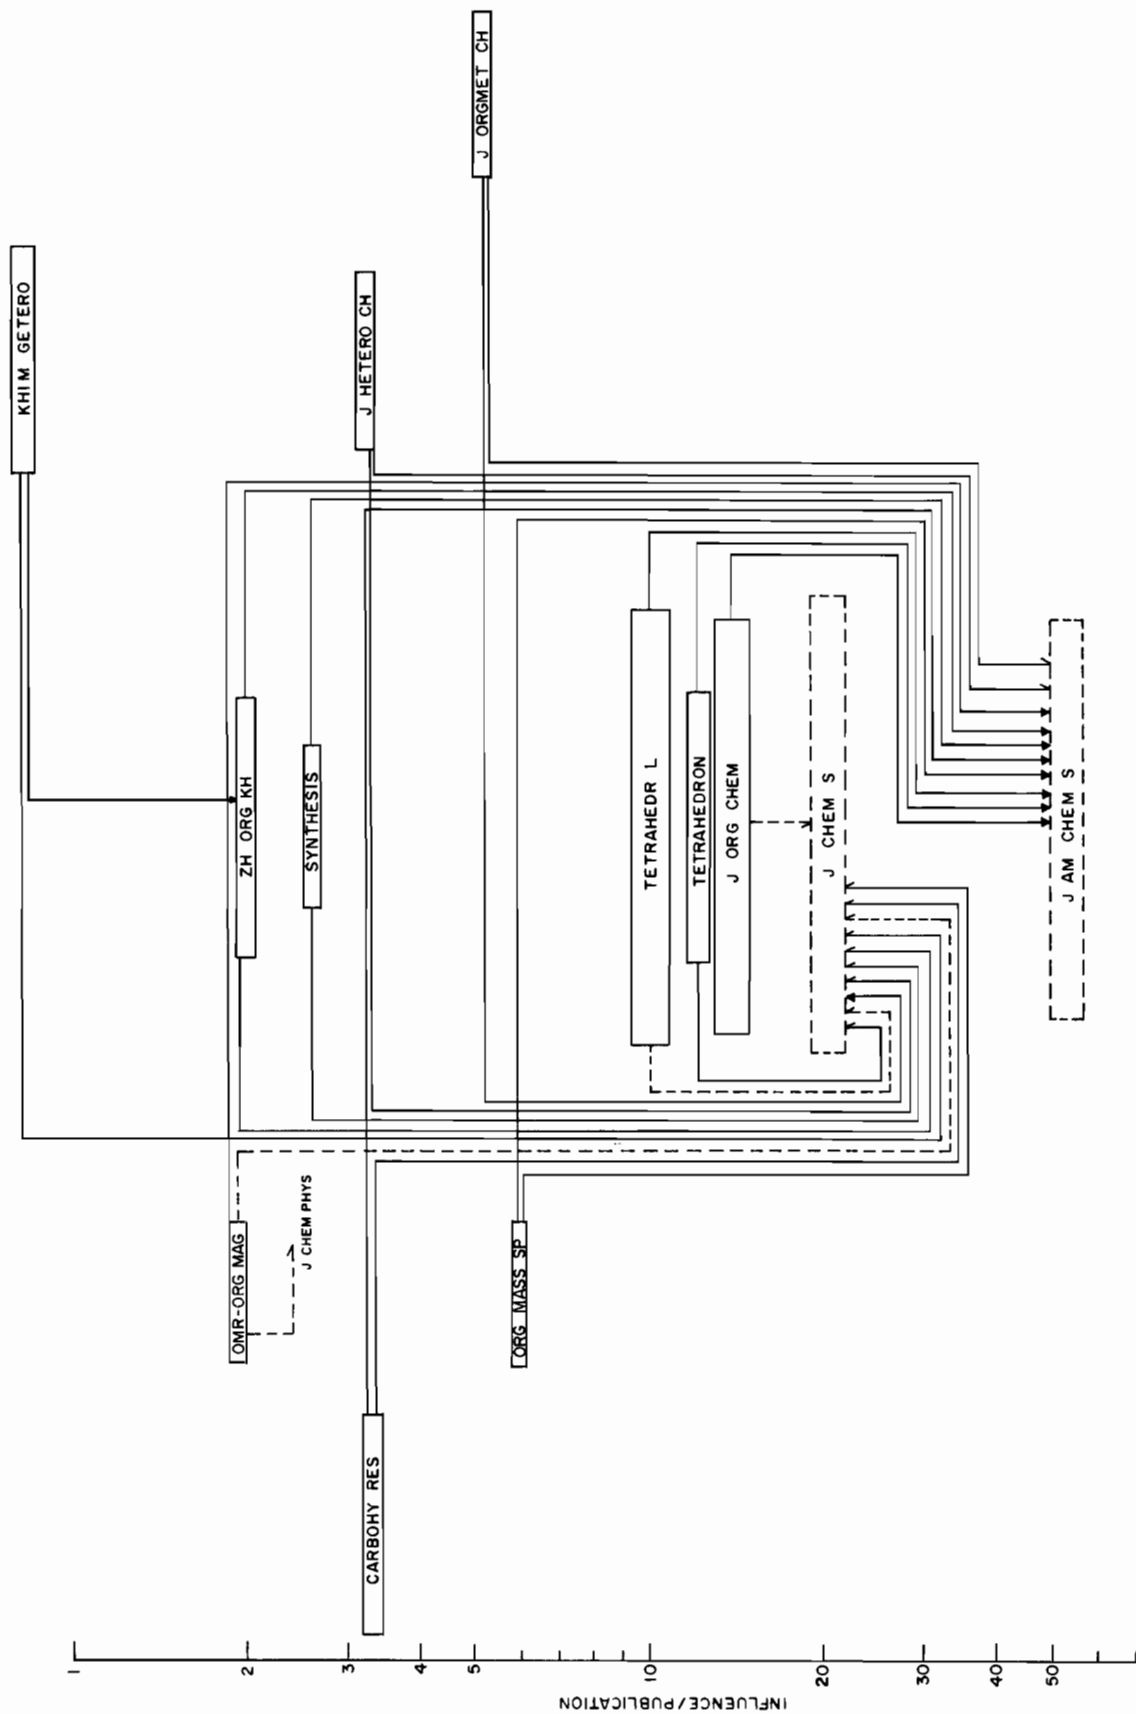 KHIM GETERO
J ORGMET CH
J HETERO CH
ZH ORG KH
SYNTHESIS
TETRAHEDR L
TETRAHEDRON
J ORG CHEM
J CHEM S
J AM CHEM S
OMR-ORG MAG
J CHEM PHYS
ORG MASS SP
CARBOHY RES
1
2
3
4
5
10
20
30
40
50
INFLUENCE/PUBLICATION